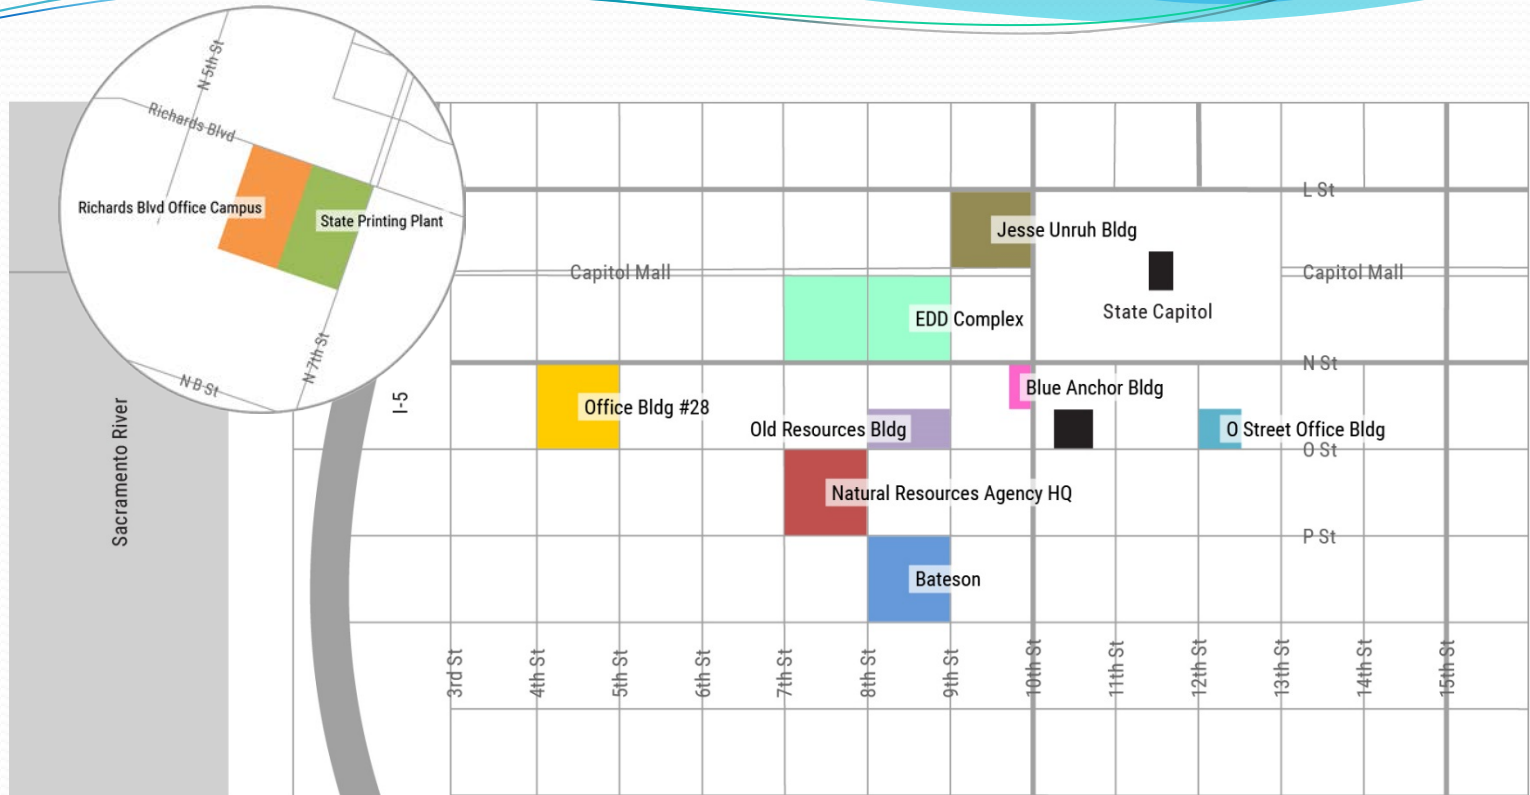 N 5th St
Richards Blvd
Richards Blvd Office Campus
State Printing Plant
N 7th St
N B St
L St
Jesse Unruh Bldg
Capitol Mall
Capitol Mall
State Capitol
EDD Complex
N St
Blue Anchor Bldg
I-5
Office Bldg #28
Old Resources Bldg
O Street Office Bldg
O St
Sacramento River
Natural Resources Agency HQ
P St
Bateson
3rd St
4th St
5th St
6th St
7th St
8th St
9th St
10th St
11th St
12th St
13th St
14th St
15th St